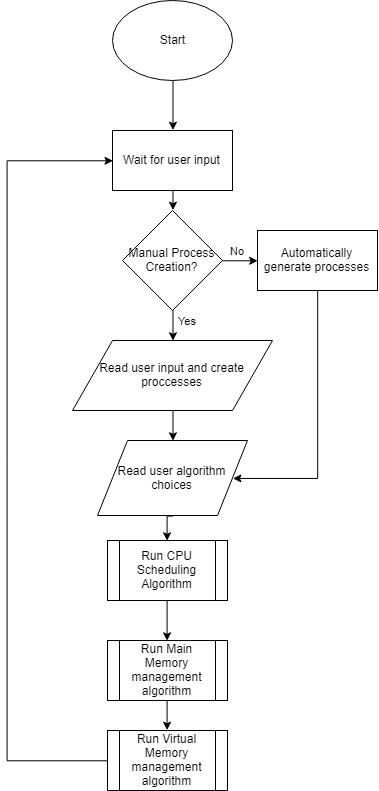 Start
Wait for user input
Manual Process
Creation?
No
Automatically
generate processes
Yes
Read user input and create
proccesses
Read user algorithm
choices
Run CPU
Scheduling
Algorithm
Run Main
Memory
management
algorithm
Run Virtual
Memory
management
algorithm